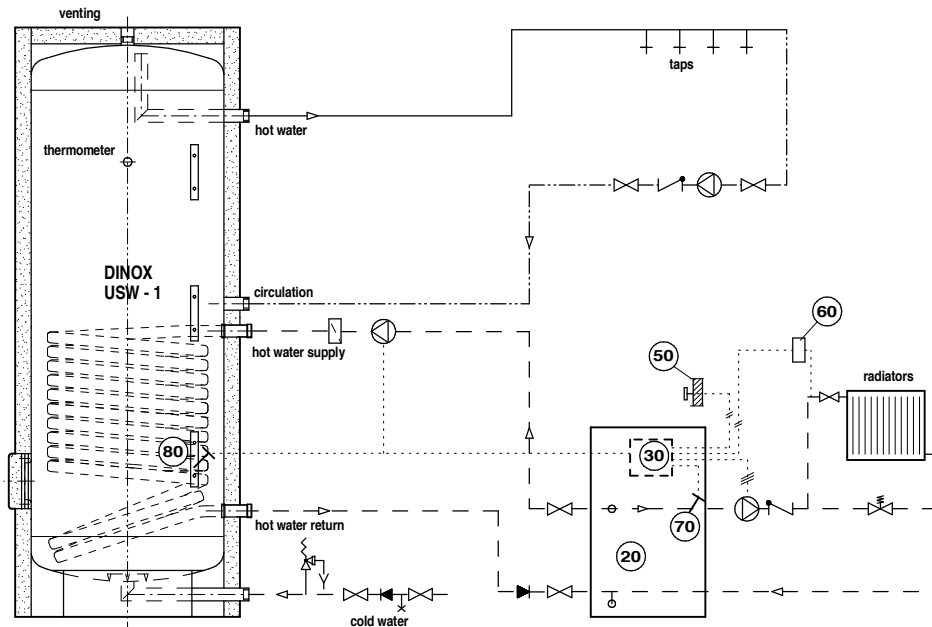 venting
taps
hot water
thermometer
DINOX
USW - 1
circulation
hot water supply
60
50
radiators
80
30
70
hot water return
20
cold water